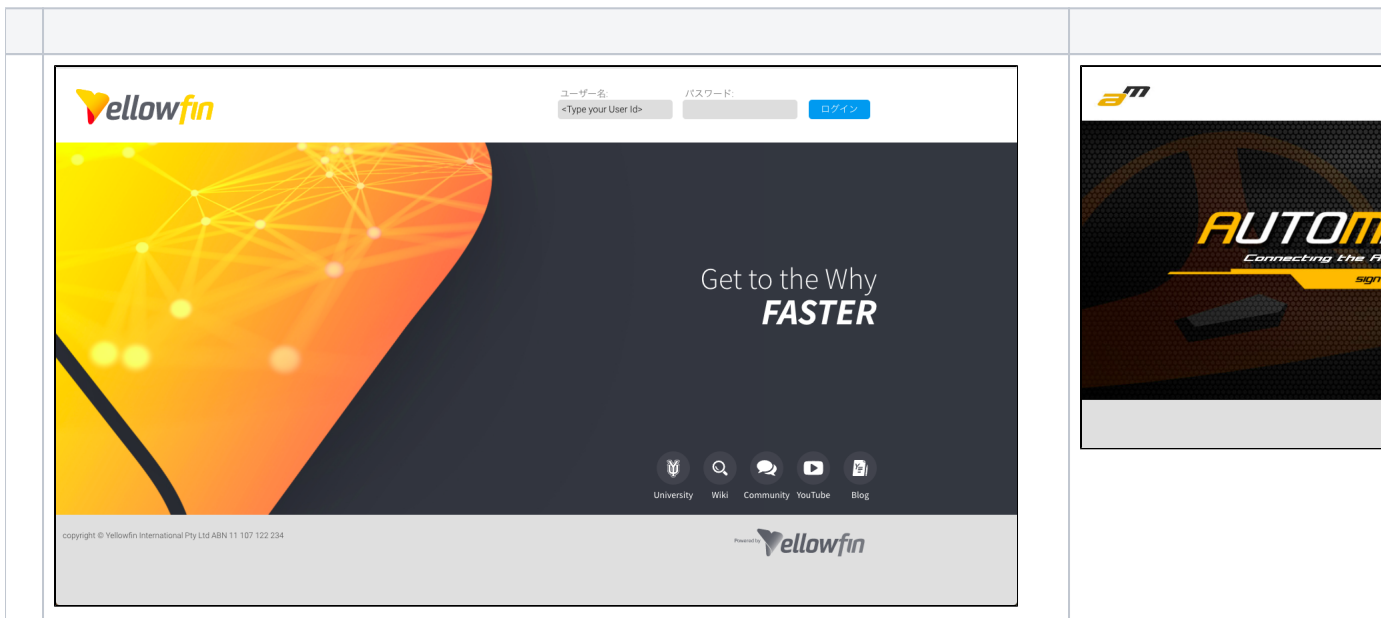 Yellowfin
ユーザー名:
パスワード:
<Type your User Id>
ログイン
Get to the Why
FASTER
University
Wiki
Community
YouTube
Blog
copyright © Yellowfin International Pty Ltd ABN 11 107 122 234
Powered by Yellowfin
am
AUTOM
Connecting the
sign